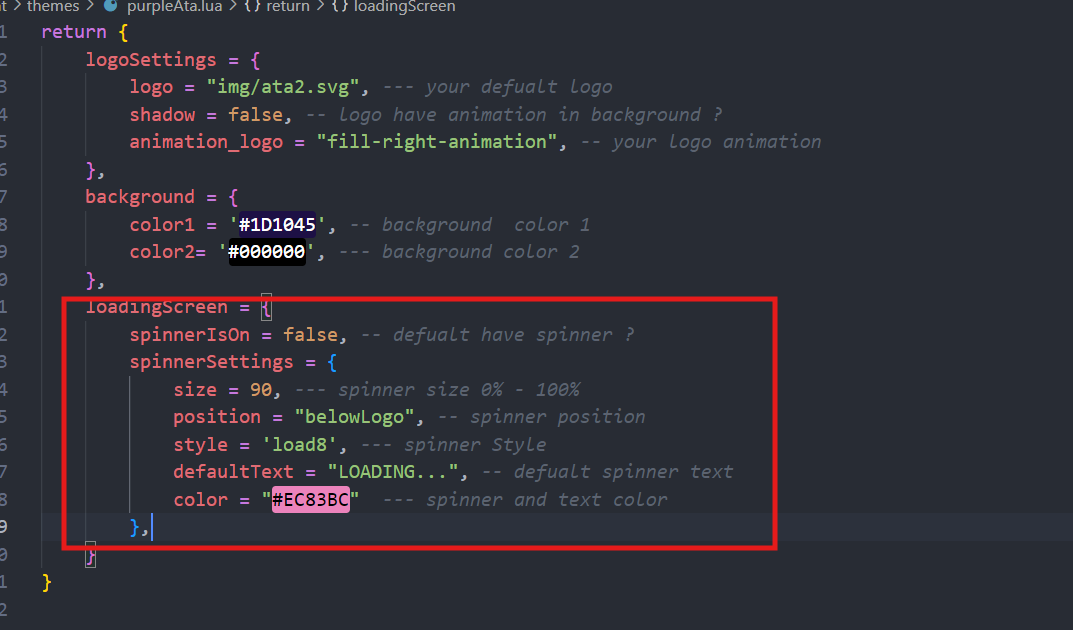 t > themes > purpleAta.lua > {} return > {} loadingScreen
1 return {
2 logoSettings = {
3 logo = "img/ata2.svg", --- your defualt logo
4 shadow = false, -- logo have animation in background ?
5 animation_logo = "fill-right-animation", -- your logo animation
6 },
7 background = {
8 color1 = '#1D1045', -- background  color 1
9 color2= '#000000', --- background color 2
0 },
1 loadingScreen = {
2 spinnerIsOn = false, -- defualt have spinner ?
3 spinnerSettings = {
4 size = 90, --- spinner size 0% - 100%
5 position = "belowLogo", -- spinner position
6 style = 'load8', --- spinner Style
7 defaultText = "LOADING...", -- defualt spinner text
8 color = "#EC83BC"  --- spinner and text color
9 },
0 }
1 }
2